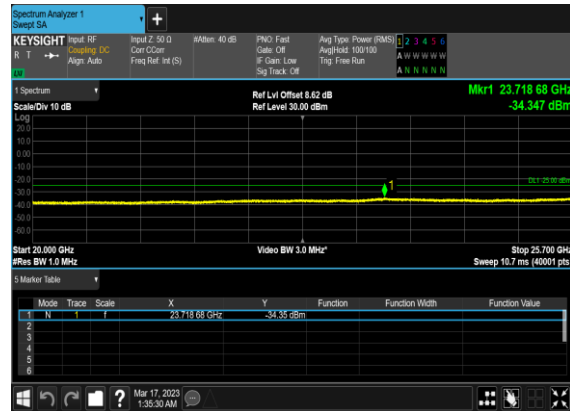 Spectrum Analyzer 1
Swept SA
+
KEYSIGHT Input: RF Input Z: 50 Ω #Atten: 40 dB PNO: Fast Avg Type: Power (RMS) 1 2 3 4 5 6
R T Coupling: DC Corr CCorr Gate: Off Avg|Hold: 100/100 A W W W W W
Align: Auto Freq Ref: Int (S) IF Gain: Low Trig: Free Run
LW Sig Track: Off A N N N N N
1 Spectrum Ref Lvl Offset 8.62 dB Mkr1 23.718 68 GHz
Scale/Div 10 dB Ref Level 30.00 dBm -34.347 dBm
Log
20.0
10.0
0.00
-10.0
-20.0
DL1 -25.00 dBm
1
-30.0
-40.0
-50.0
-60.0
Start 20.000 GHz Video BW 3.0 MHz* Stop 25.700 GHz
#Res BW 1.0 MHz Sweep 10.7 ms (40001 pts)
5 Marker Table
Mode Trace Scale X Y Function Function Width Function Value
1 N 1 f 23.718 68 GHz -34.35 dBm
2
3
4
5
6
? Mar 17, 2023
1:35:30 AM